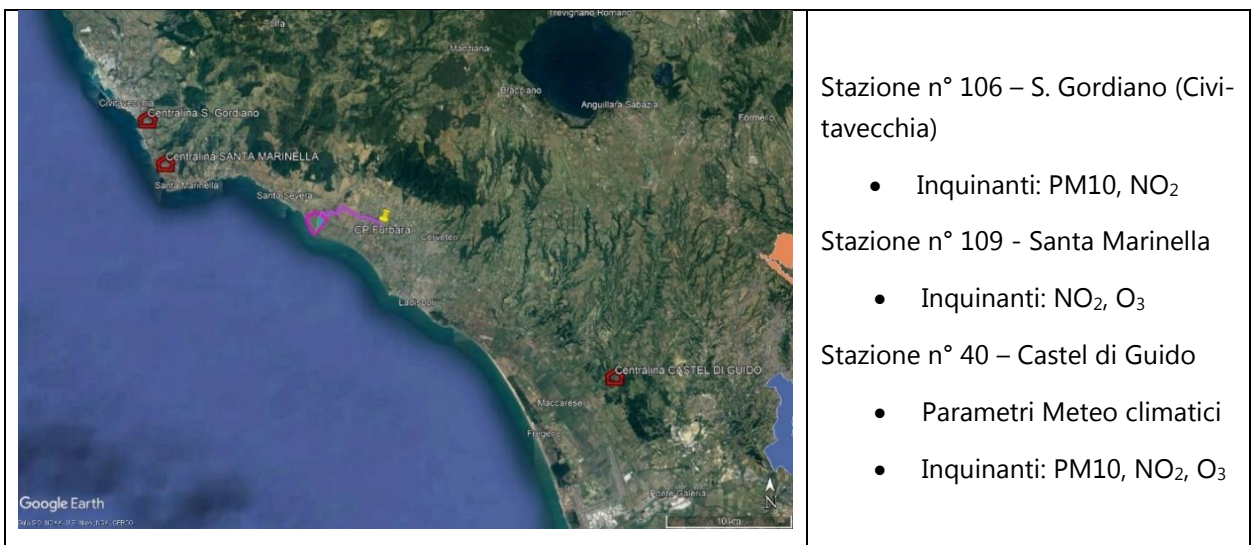 Trevignano Romano
Tolfa
Manziana
Bracciano
Anguillara Sabazia
Formello
Civitavecchia
Centralina S. Gordiano
Centralina SANTA MARINELLA
Santa Marinella
Santa Severa
CP Furbara
Cerveteri
Ladispoli
Centralina CASTEL DI GUIDO
Maccarese
Fregene
Ponte Galeria
Google Earth
N
10 km
Stazione n° 106 – S. Gordiano (Civi-
tavecchia)
• Inquinanti: PM10, NO₂
Stazione n° 109 - Santa Marinella
• Inquinanti: NO₂, O₃
Stazione n° 40 – Castel di Guido
• Parametri Meteo climatici
• Inquinanti: PM10, NO₂, O₃